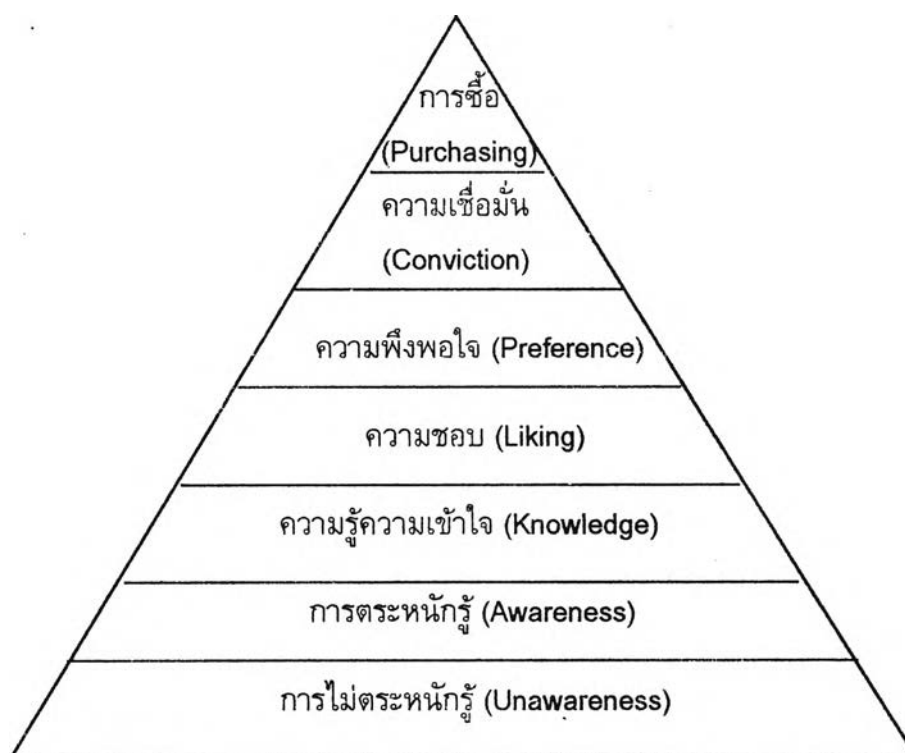 การซื้อ
(Purchasing)
ความเชื่อมั่น
(Conviction)
ความพึงพอใจ (Preference)
ความชอบ (Liking)
ความรู้ความเข้าใจ (Knowledge)
การตระหนักรู้ (Awareness)
การไม่ตระหนักรู้ (Unawareness)